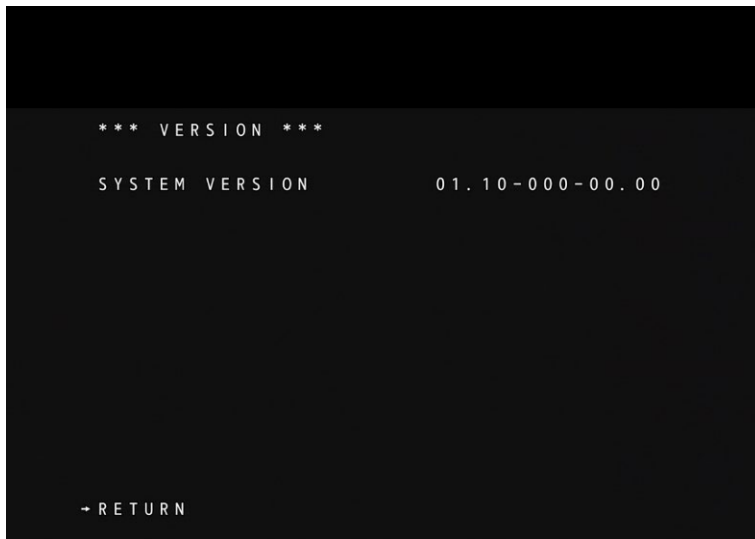 *** VERSION ***
SYSTEM VERSION 01.10-000-00.00
→RETURN